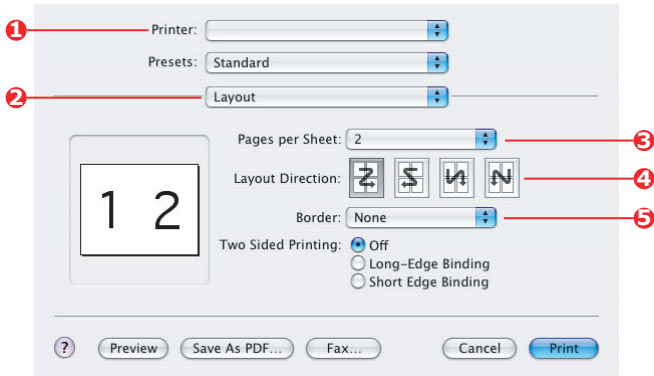 1 Printer:
Presets: Standard
2 Layout
Pages per Sheet: 2 3
Layout Direction: 4
Border: None 5
1 2
Two Sided Printing: Off
Long-Edge Binding
Short Edge Binding
? Preview Save As PDF... Fax... Cancel Print